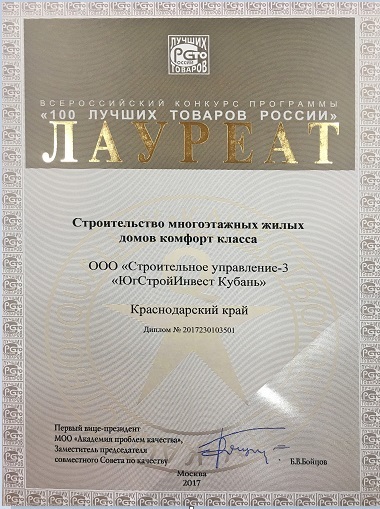 ЛУЧШИХ
100
РОССИИ
ТОВАРОВ
ВСЕРОССИЙСКИЙ КОНКУРС ПРОГРАММЫ
«100 ЛУЧШИХ ТОВАРОВ РОССИИ»
ЛАУРЕАТ
Строительство многоэтажных жилых
домов комфорт класса
ООО «Строительное управление-3
«ЮгСтройИнвест Кубань»
Краснодарский край
Диплом № 2017230103501
Первый вице-президент
МОО «Академия проблем качества»,
Заместитель председателя
совместного Совета по качеству
Б.В.Бойцов
Москва
2017